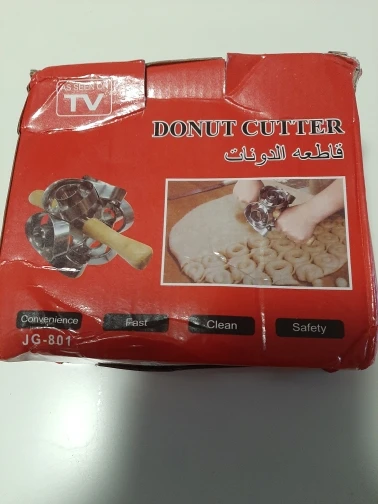 AS SEEN ON
TV
DONUT CUTTER
قاطعه الدونات
Convenience
Fast
Clean
Safety
JG-801